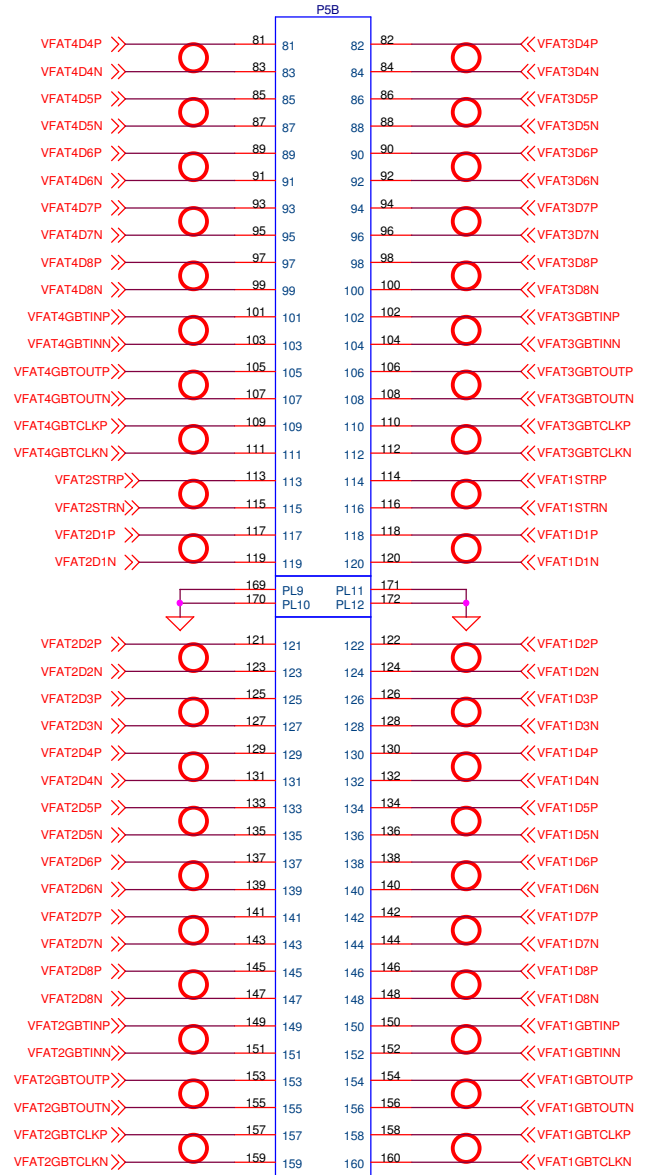 P5B
VFAT4D4P 81 81 82 82 VFAT3D4P
VFAT4D4N 83 83 84 84 VFAT3D4N
VFAT4D5P 85 85 86 86 VFAT3D5P
VFAT4D5N 87 87 88 88 VFAT3D5N
VFAT4D6P 89 89 90 90 VFAT3D6P
VFAT4D6N 91 91 92 92 VFAT3D6N
VFAT4D7P 93 93 94 94 VFAT3D7P
VFAT4D7N 95 95 96 96 VFAT3D7N
VFAT4D8P 97 97 98 98 VFAT3D8P
VFAT4D8N 99 99 100 100 VFAT3D8N
VFAT4GBTINP 101 101 102 102 VFAT3GBTINP
VFAT4GBTINN 103 103 104 104 VFAT3GBTINN
VFAT4GBTOUTP 105 105 106 106 VFAT3GBTOUTP
VFAT4GBTOUTN 107 107 108 108 VFAT3GBTOUTN
VFAT4GBTCLKP 109 109 110 110 VFAT3GBTCLKP
VFAT4GBTCLKN 111 111 112 112 VFAT3GBTCLKN
VFAT2STRP 113 113 114 114 VFAT1STRP
VFAT2STRN 115 115 116 116 VFAT1STRN
VFAT2D1P 117 117 118 118 VFAT1D1P
VFAT2D1N 119 119 120 120 VFAT1D1N
169 PL9 PL11 171
170 PL10 PL12 172
VFAT2D2P 121 121 122 122 VFAT1D2P
VFAT2D2N 123 123 124 124 VFAT1D2N
VFAT2D3P 125 125 126 126 VFAT1D3P
VFAT2D3N 127 127 128 128 VFAT1D3N
VFAT2D4P 129 129 130 130 VFAT1D4P
VFAT2D4N 131 131 132 132 VFAT1D4N
VFAT2D5P 133 133 134 134 VFAT1D5P
VFAT2D5N 135 135 136 136 VFAT1D5N
VFAT2D6P 137 137 138 138 VFAT1D6P
VFAT2D6N 139 139 140 140 VFAT1D6N
VFAT2D7P 141 141 142 142 VFAT1D7P
VFAT2D7N 143 143 144 144 VFAT1D7N
VFAT2D8P 145 145 146 146 VFAT1D8P
VFAT2D8N 147 147 148 148 VFAT1D8N
VFAT2GBTINP 149 149 150 150 VFAT1GBTINP
VFAT2GBTINN 151 151 152 152 VFAT1GBTINN
VFAT2GBTOUTP 153 153 154 154 VFAT1GBTOUTP
VFAT2GBTOUTN 155 155 156 156 VFAT1GBTOUTN
VFAT2GBTCLKP 157 157 158 158 VFAT1GBTCLKP
VFAT2GBTCLKN 159 159 160 160 VFAT1GBTCLKN